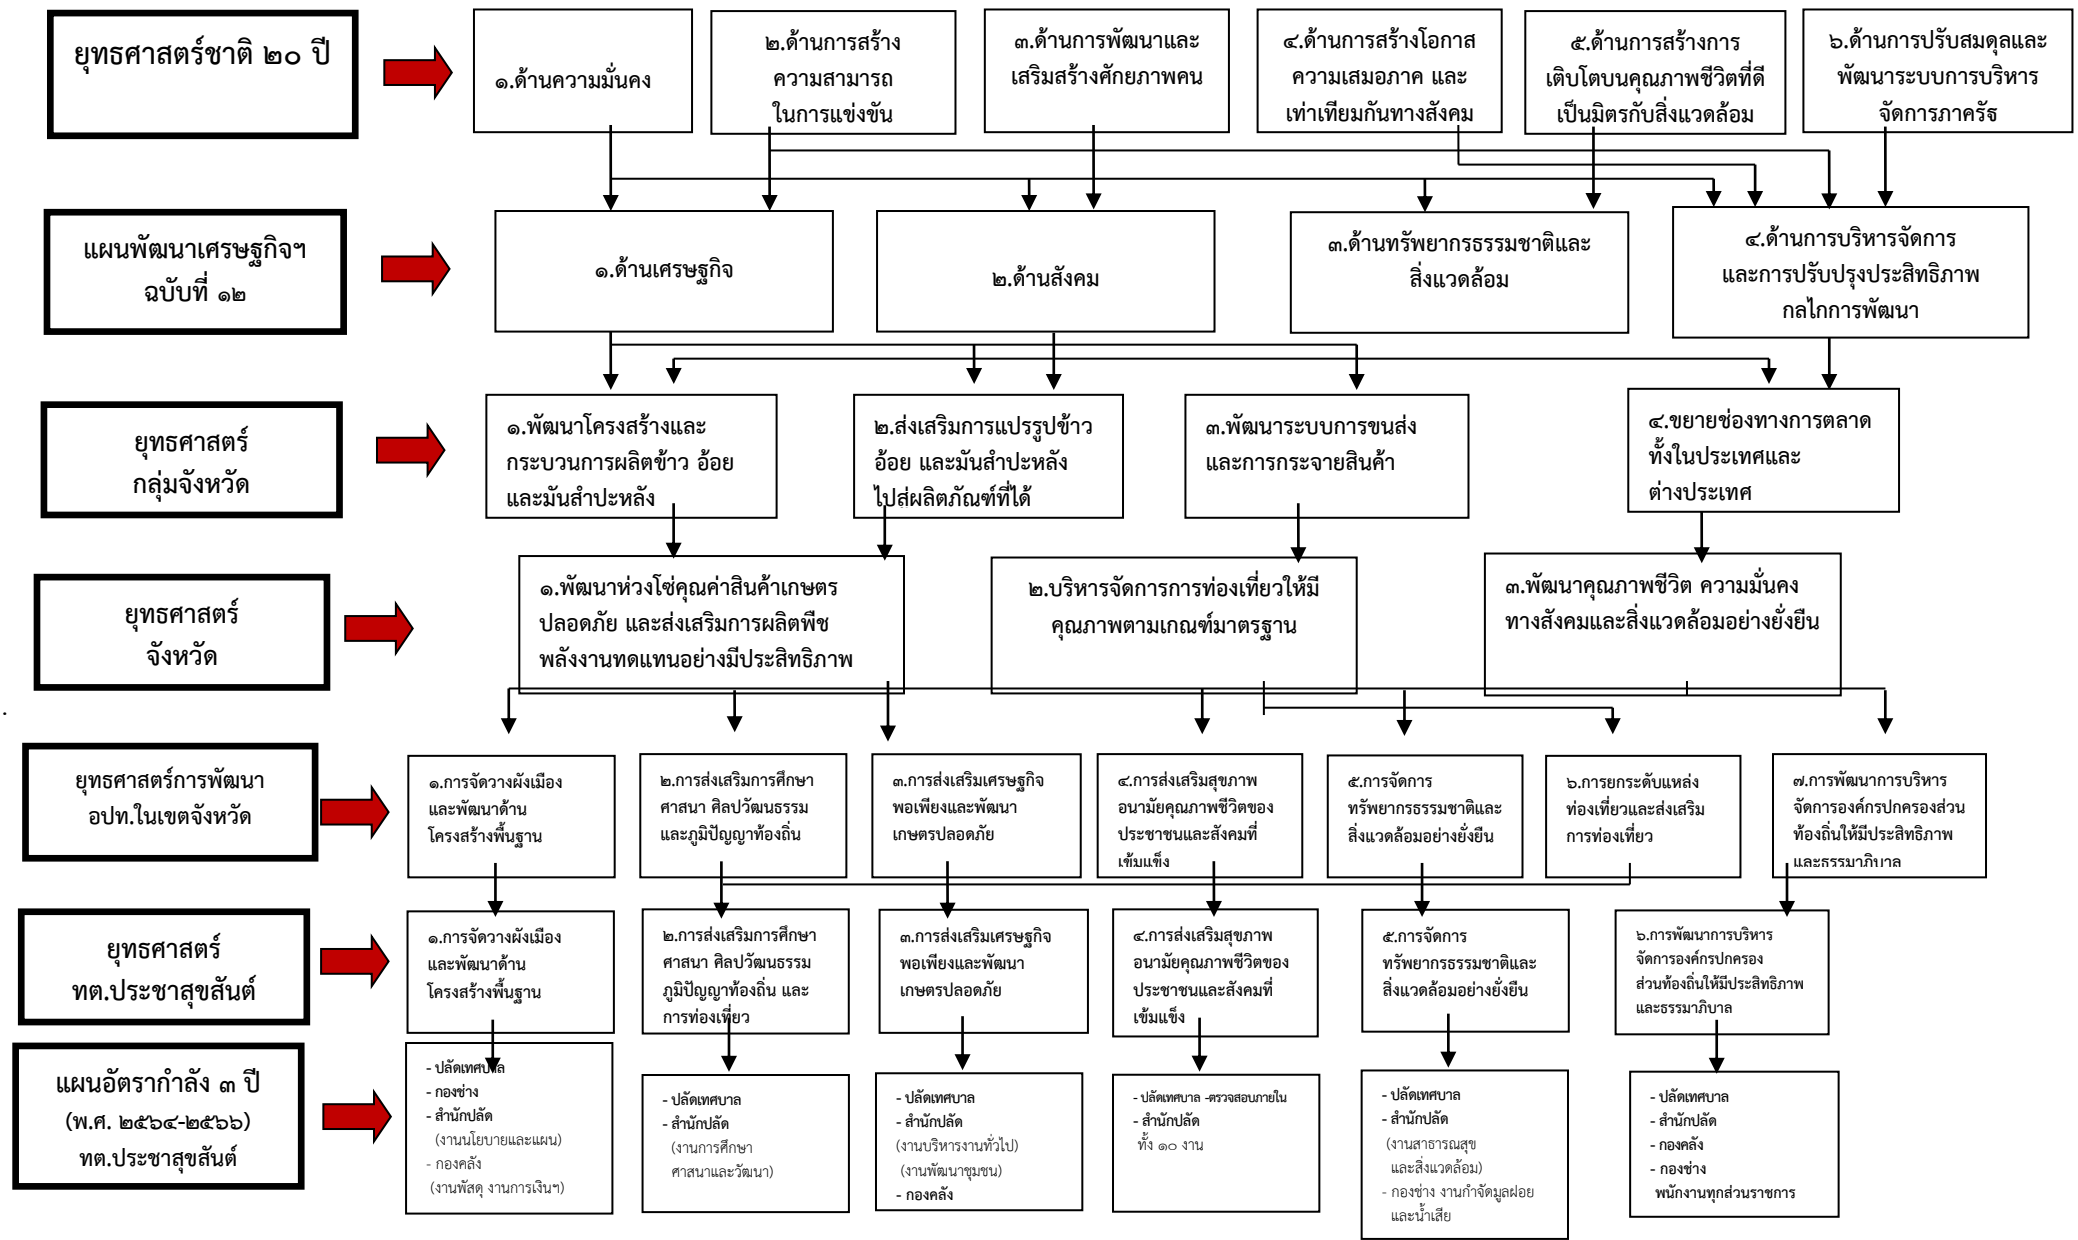 ยุทธศาสตร์ชาติ ๒๐ ปี
๑.ด้านความมั่นคง
๒.ด้านการสร้าง
ความสามารถ
ในการแข่งขัน
๓.ด้านการพัฒนาและ
เสริมสร้างศักยภาพคน
๔.ด้านการสร้างโอกาส
ความเสมอภาค และ
เท่าเทียมกันทางสังคม
๕.ด้านการสร้างการ
เติบโตบนคุณภาพชีวิตที่ดี
เป็นมิตรกับสิ่งแวดล้อม
๖.ด้านการปรับสมดุลและ
พัฒนาระบบการบริหาร
จัดการภาครัฐ
แผนพัฒนาเศรษฐกิจฯ
ฉบับที่ ๑๒
๑.ด้านเศรษฐกิจ
๒.ด้านสังคม
๓.ด้านทรัพยากรธรรมชาติและ
สิ่งแวดล้อม
๔.ด้านการบริหารจัดการ
และการปรับปรุงประสิทธิภาพ
กลไกการพัฒนา
ยุทธศาสตร์
กลุ่มจังหวัด
๑.พัฒนาโครงสร้างและ
กระบวนการผลิตข้าว อ้อย
และมันสำปะหลัง
๒.ส่งเสริมการแปรรูปข้าว
อ้อย และมันสำปะหลัง
ไปสู่ผลิตภัณฑ์ที่ได้
๓.พัฒนาระบบการขนส่ง
และการกระจายสินค้า
๔.ขยายช่องทางการตลาด
ทั้งในประเทศและ
ต่างประเทศ
ยุทธศาสตร์
จังหวัด
๑.พัฒนาห่วงโซ่คุณค่าสินค้าเกษตร
ปลอดภัย และส่งเสริมการผลิตพืช
พลังงานทดแทนอย่างมีประสิทธิภาพ
๒.บริหารจัดการการท่องเที่ยวให้มี
คุณภาพตามเกณฑ์มาตรฐาน
๓.พัฒนาคุณภาพชีวิต ความมั่นคง
ทางสังคมและสิ่งแวดล้อมอย่างยั่งยืน
.
ยุทธศาสตร์การพัฒนา
อปท.ในเขตจังหวัด
๑.การจัดวางผังเมือง
และพัฒนาด้าน
โครงสร้างพื้นฐาน
๒.การส่งเสริมการศึกษา
ศาสนา ศิลปวัฒนธรรม
และภูมิปัญญาท้องถิ่น
๓.การส่งเสริมเศรษฐกิจ
พอเพียงและพัฒนา
เกษตรปลอดภัย
๔.การส่งเสริมสุขภาพ
อนามัยคุณภาพชีวิตของ
ประชาชนและสังคมที่
เข้มแข็ง
๕.การจัดการ
ทรัพยากรธรรมชาติและ
สิ่งแวดล้อมอย่างยั่งยืน
๖.การยกระดับแหล่ง
ท่องเที่ยวและส่งเสริม
การท่องเที่ยว
๗.การพัฒนาการบริหาร
จัดการองค์กรปกครองส่วน
ท้องถิ่นให้มีประสิทธิภาพ
และธรรมาภิบาล
ยุทธศาสตร์
ทต.ประชาสุขสันต์
๑.การจัดวางผังเมือง
และพัฒนาด้าน
โครงสร้างพื้นฐาน
๒.การส่งเสริมการศึกษา
ศาสนา ศิลปวัฒนธรรม
ภูมิปัญญาท้องถิ่น และ
การท่องเที่ยว
๓.การส่งเสริมเศรษฐกิจ
พอเพียงและพัฒนา
เกษตรปลอดภัย
๔.การส่งเสริมสุขภาพ
อนามัยคุณภาพชีวิตของ
ประชาชนและสังคมที่
เข้มแข็ง
๕.การจัดการ
ทรัพยากรธรรมชาติและ
สิ่งแวดล้อมอย่างยั่งยืน
๖.การพัฒนาการบริหาร
จัดการองค์กรปกครอง
ส่วนท้องถิ่นให้มีประสิทธิภาพ
และธรรมาภิบาล
แผนอัตรากำลัง ๓ ปี
(พ.ศ. ๒๕๖๔-๒๕๖๖)
ทต.ประชาสุขสันต์
- ปลัดเทศบาล
- กองช่าง
- สำนักปลัด
(งานนโยบายและแผน)
- กองคลัง
(งานพัสดุ งานการเงินฯ)
- ปลัดเทศบาล
- สำนักปลัด
(งานการศึกษา
ศาสนาและวัฒนา)
- ปลัดเทศบาล
- สำนักปลัด
(งานบริหารงานทั่วไป)
(งานพัฒนาชุมชน)
- กองคลัง
- ปลัดเทศบาล -ตรวจสอบภายใน
- สำนักปลัด
ทั้ง ๑๐ งาน
- ปลัดเทศบาล
- สำนักปลัด
(งานสาธารณสุข
และสิ่งแวดล้อม)
- กองช่าง งานกำจัดมูลฝอย
และน้ำเสีย
- ปลัดเทศบาล
- สำนักปลัด
- กองคลัง
- กองช่าง
พนักงานทุกส่วนราชการ